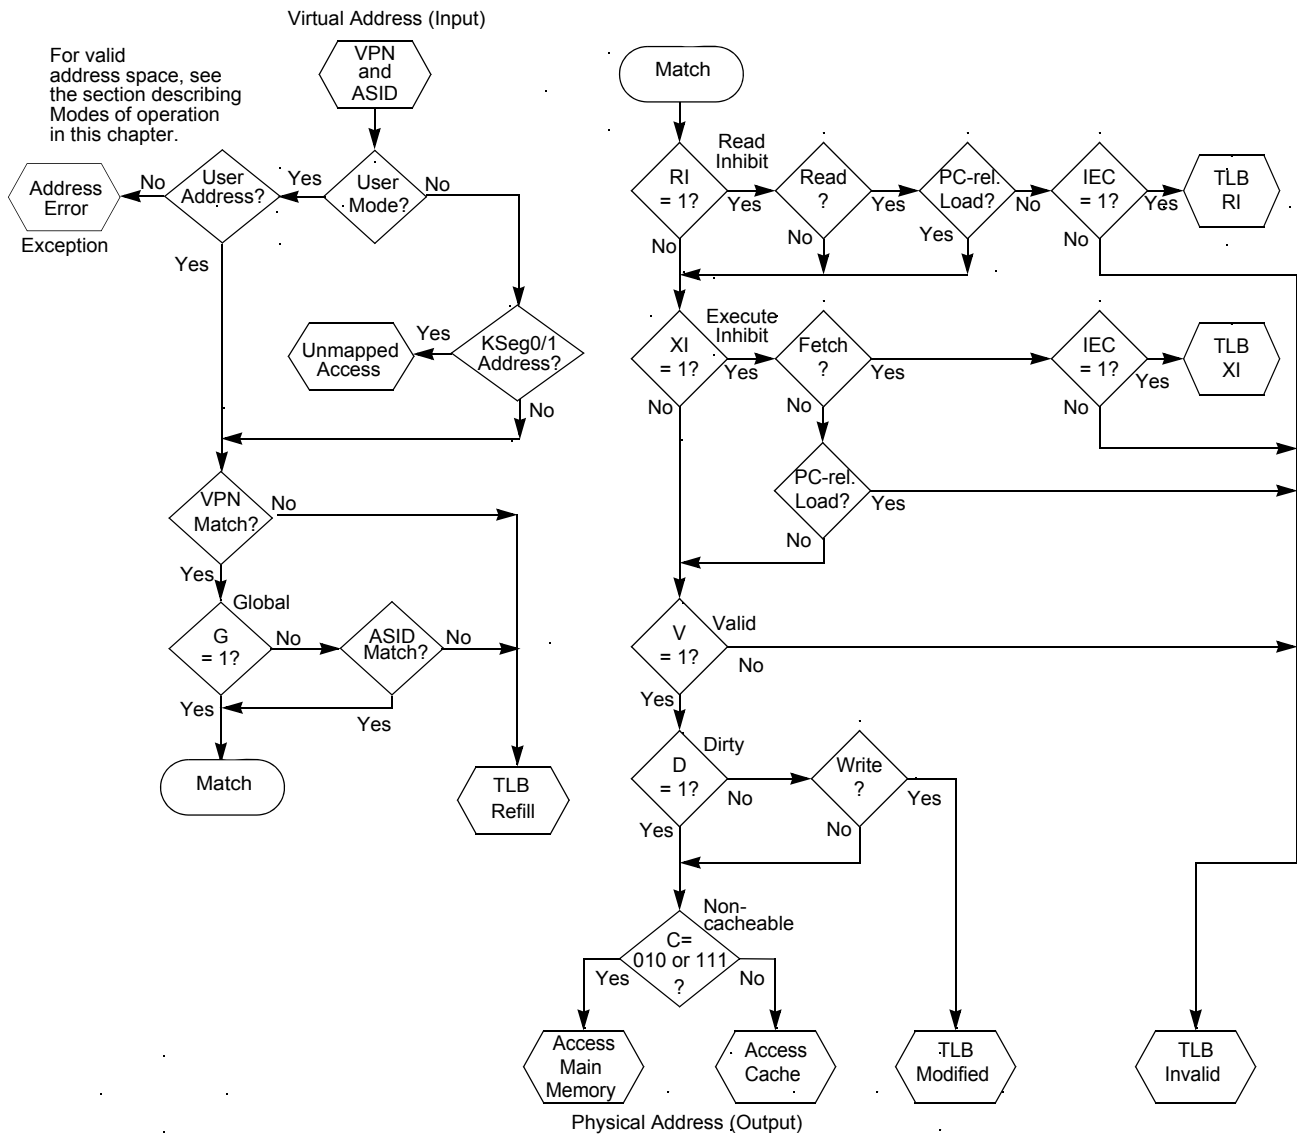 Virtual Address (Input)
For valid
address space, see
the section describing
Modes of operation
in this chapter.
VPN
and
ASID
User
Mode?
Yes
No
User
Address?
No
Yes
Address
Error
Exception
KSeg0/1
Address?
Yes
No
Unmapped
Access
VPN
Match?
No
Yes
Global
G
= 1?
No
Yes
ASID
Match?
No
Yes
Match
TLB
Refill
Match
RI
= 1?
Read
Inhibit
Yes
No
Read
?
Yes
No
PC-rel.
Load?
No
Yes
IEC
= 1?
Yes
No
TLB
RI
XI
= 1?
Execute
Inhibit
Yes
No
Fetch
?
Yes
No
IEC
= 1?
Yes
No
TLB
XI
PC-rel.
Load?
Yes
No
V
= 1?
Valid
No
Yes
D
= 1?
Dirty
No
Yes
Write
?
Yes
No
Non-
cacheable
C=
010 or 111
?
Yes
No
Access
Main
Memory
Access
Cache
TLB
Modified
TLB
Invalid
Physical Address (Output)